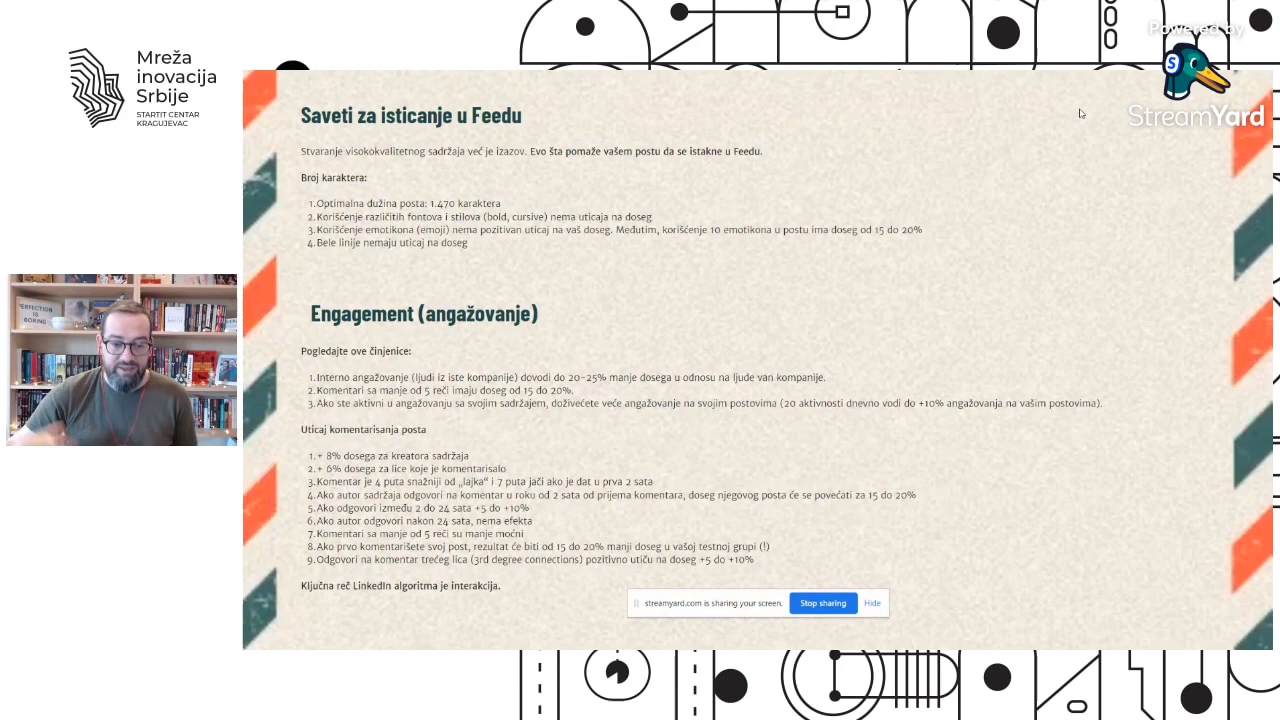 Powered by
StreamYard
Mreža
inovacija
Srbije
STARTIT CENTAR
KRAGUJEVAC
Saveti za isticanje u Feedu
Stvaranje visokokvalitetnog sadržaja već je izazov. Evo šta pomaže vašem postu da se istakne u Feedu.
Broj karaktera:
1.Optimalna dužina posta: 1.470 karaktera
2.Korišćenje različitih fontova i stilova (bold, cursive) nema uticaja na doseg
3.Korišćenje emotikona (emoji) nema pozitivan uticaj na vaš doseg. Međutim, korišćenje 10 emotikona u postu ima doseg od 15 do 20%
4.Bele linije nemaju uticaj na doseg
Engagement (angažovanje)
Pogledajte ove činjenice:
1.Interno angažovanje (ljudi iz iste kompanije) dovodi do 20-25% manje dosega u odnosu na ljude van kompanije.
2.Komentari sa manje od 5 reči imaju doseg od 15 do 20%.
3.Ako ste aktivni u angažovanju sa svojim sadržajem, doživećete veće angažovanje na svojim postovima (20 aktivnosti dnevno vodi do +10% angažovanja na vašim postovima).
Uticaj komentarisanja posta
1.+ 8% dosega za kreatora sadržaja
2.+ 6% dosega za lice koje je komentarisalo
3.Komentar je 4 puta snažniji od „lajka“ i 7 puta jači ako je dat u prva 2 sata
4.Ako autor sadržaja odgovori na komentar u roku od 2 sata od prijema komentara, doseg njegovog posta će se povećati za 15 do 20%
5.Ako odgovori između 2 do 24 sata +5 do +10%
6.Ako autor odgovori nakon 24 sata, nema efekta
7.Komentari sa manje od 5 reči su manje moćni
8.Ako prvo komentarišete svoj post, rezultat će biti od 15 do 20% manji doseg u vašoj testnoj grupi (!)
9.Odgovori na komentar trećeg lica (3rd degree connections) pozitivno utiču na doseg +5 do +10%
Ključna reč LinkedIn algoritma je interakcija.
streamyard.com is sharing your screen.
Stop sharing
Hide
PERFECTION
IS
BORING